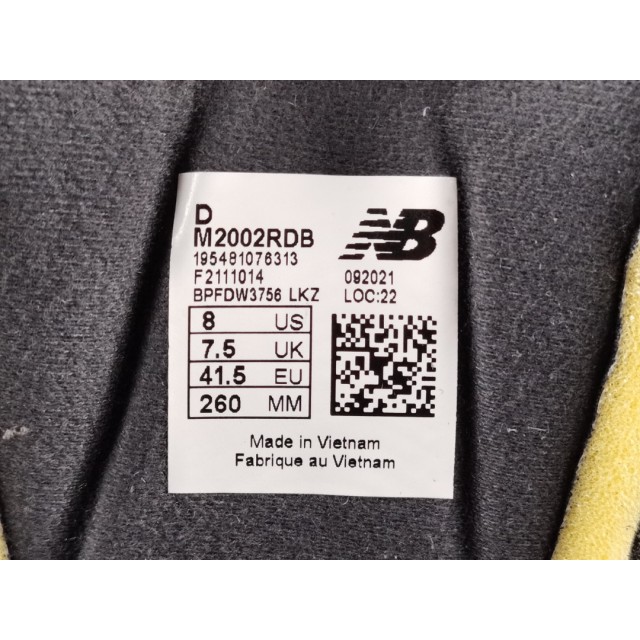 D
M2002RDB
195481076313
F2111014
BPFDW3756 LKZ
NB
092021
LOC:22
8 US
7.5 UK
41.5 EU
260 MM
Made in Vietnam
Fabrique au Vietnam